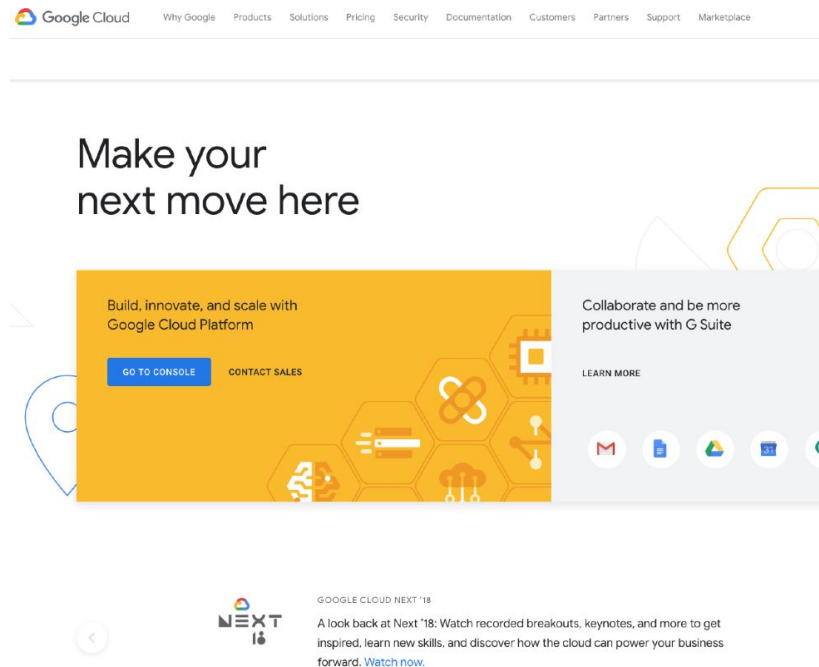 Google Cloud Why Google Products Solutions Pricing Security Documentation Customers Partners Support Marketplace
Make your
next move here
Build, innovate, and scale with
Google Cloud Platform
GO TO CONSOLE CONTACT SALES
Collaborate and be more
productive with G Suite
LEARN MORE
31
GOOGLE CLOUD NEXT '18
NEXT
18
A look back at Next '18: Watch recorded breakouts, keynotes, and more to get
inspired, learn new skills, and discover how the cloud can power your business
forward. Watch now.